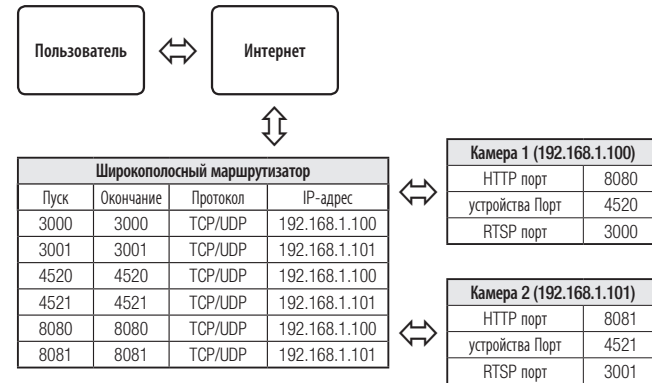 Пользователь
Интернет
Широкополосный маршрутизатор
Пуск Окончание Протокол IP-адрес
3000 3000 TCP/UDP 192.168.1.100
3001 3001 TCP/UDP 192.168.1.101
4520 4520 TCP/UDP 192.168.1.100
4521 4521 TCP/UDP 192.168.1.101
8080 8080 TCP/UDP 192.168.1.100
8081 8081 TCP/UDP 192.168.1.101
Камера 1 (192.168.1.100)
HTTP порт 8080
устройства Порт 4520
RTSP порт 3000
Камера 2 (192.168.1.101)
HTTP порт 8081
устройства Порт 4521
RTSP порт 3001